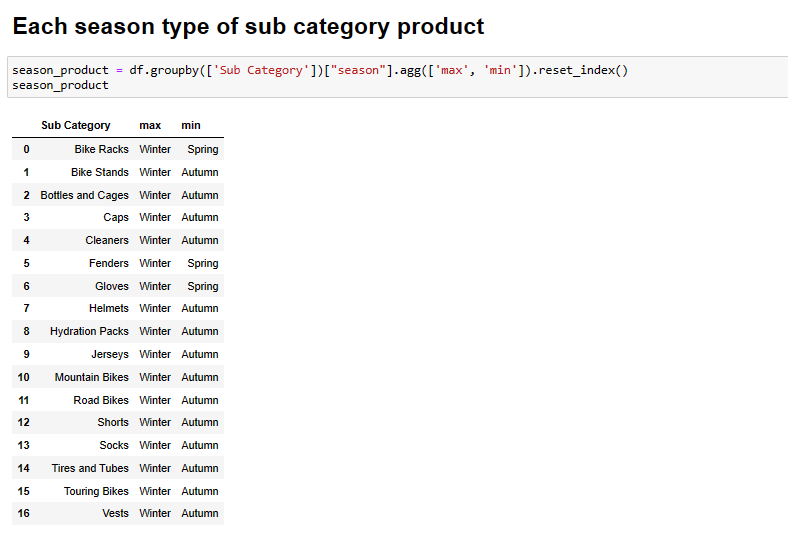 Each season type of sub category product
season_product = df.groupby(['Sub Category'])["season"].agg(['max', 'min']).reset_index()
season_product
Sub Category max min
0 Bike Racks Winter Spring
1 Bike Stands Winter Autumn
2 Bottles and Cages Winter Autumn
3 Caps Winter Autumn
4 Cleaners Winter Autumn
5 Fenders Winter Spring
6 Gloves Winter Spring
7 Helmets Winter Autumn
8 Hydration Packs Winter Autumn
9 Jerseys Winter Autumn
10 Mountain Bikes Winter Autumn
11 Road Bikes Winter Autumn
12 Shorts Winter Autumn
13 Socks Winter Autumn
14 Tires and Tubes Winter Autumn
15 Touring Bikes Winter Autumn
16 Vests Winter Autumn